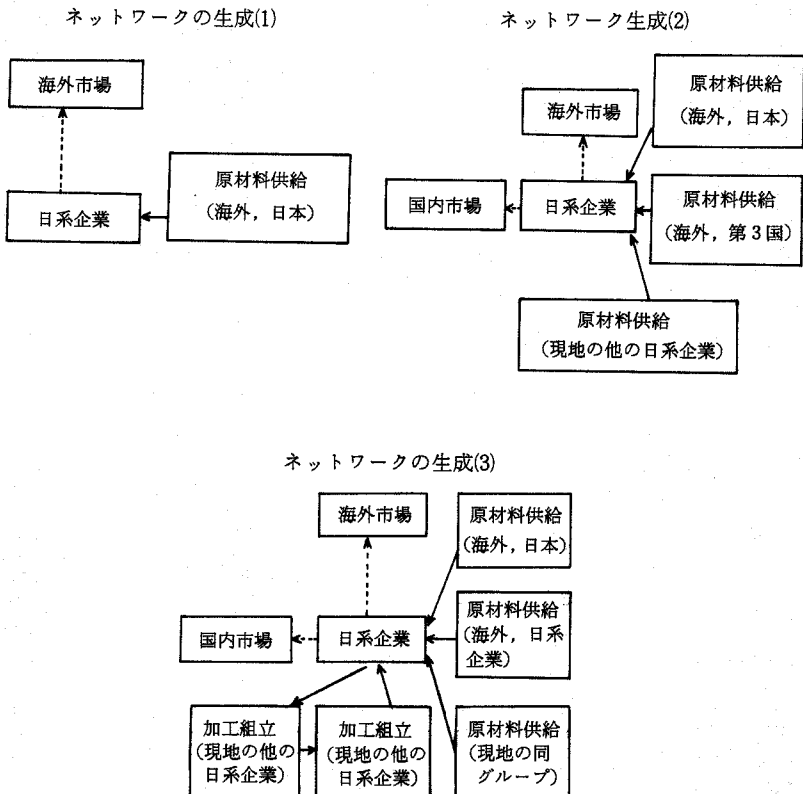 ネットワークの生成(1)
海外市場
日系企業
原材料供給
(海外，日本)
ネットワーク生成(2)
海外市場
原材料供給
(海外，日本)
国内市場
日系企業
原材料供給
(海外，第3国)
原材料供給
(現地の他の日系企業)
ネットワークの生成(3)
海外市場
原材料供給
(海外，日本)
国内市場
日系企業
原材料供給
(海外，日系
企業)
加工組立
(現地の他の
日系企業)
加工組立
(現地の他の
日系企業)
原材料供給
(現地の同
グループ)